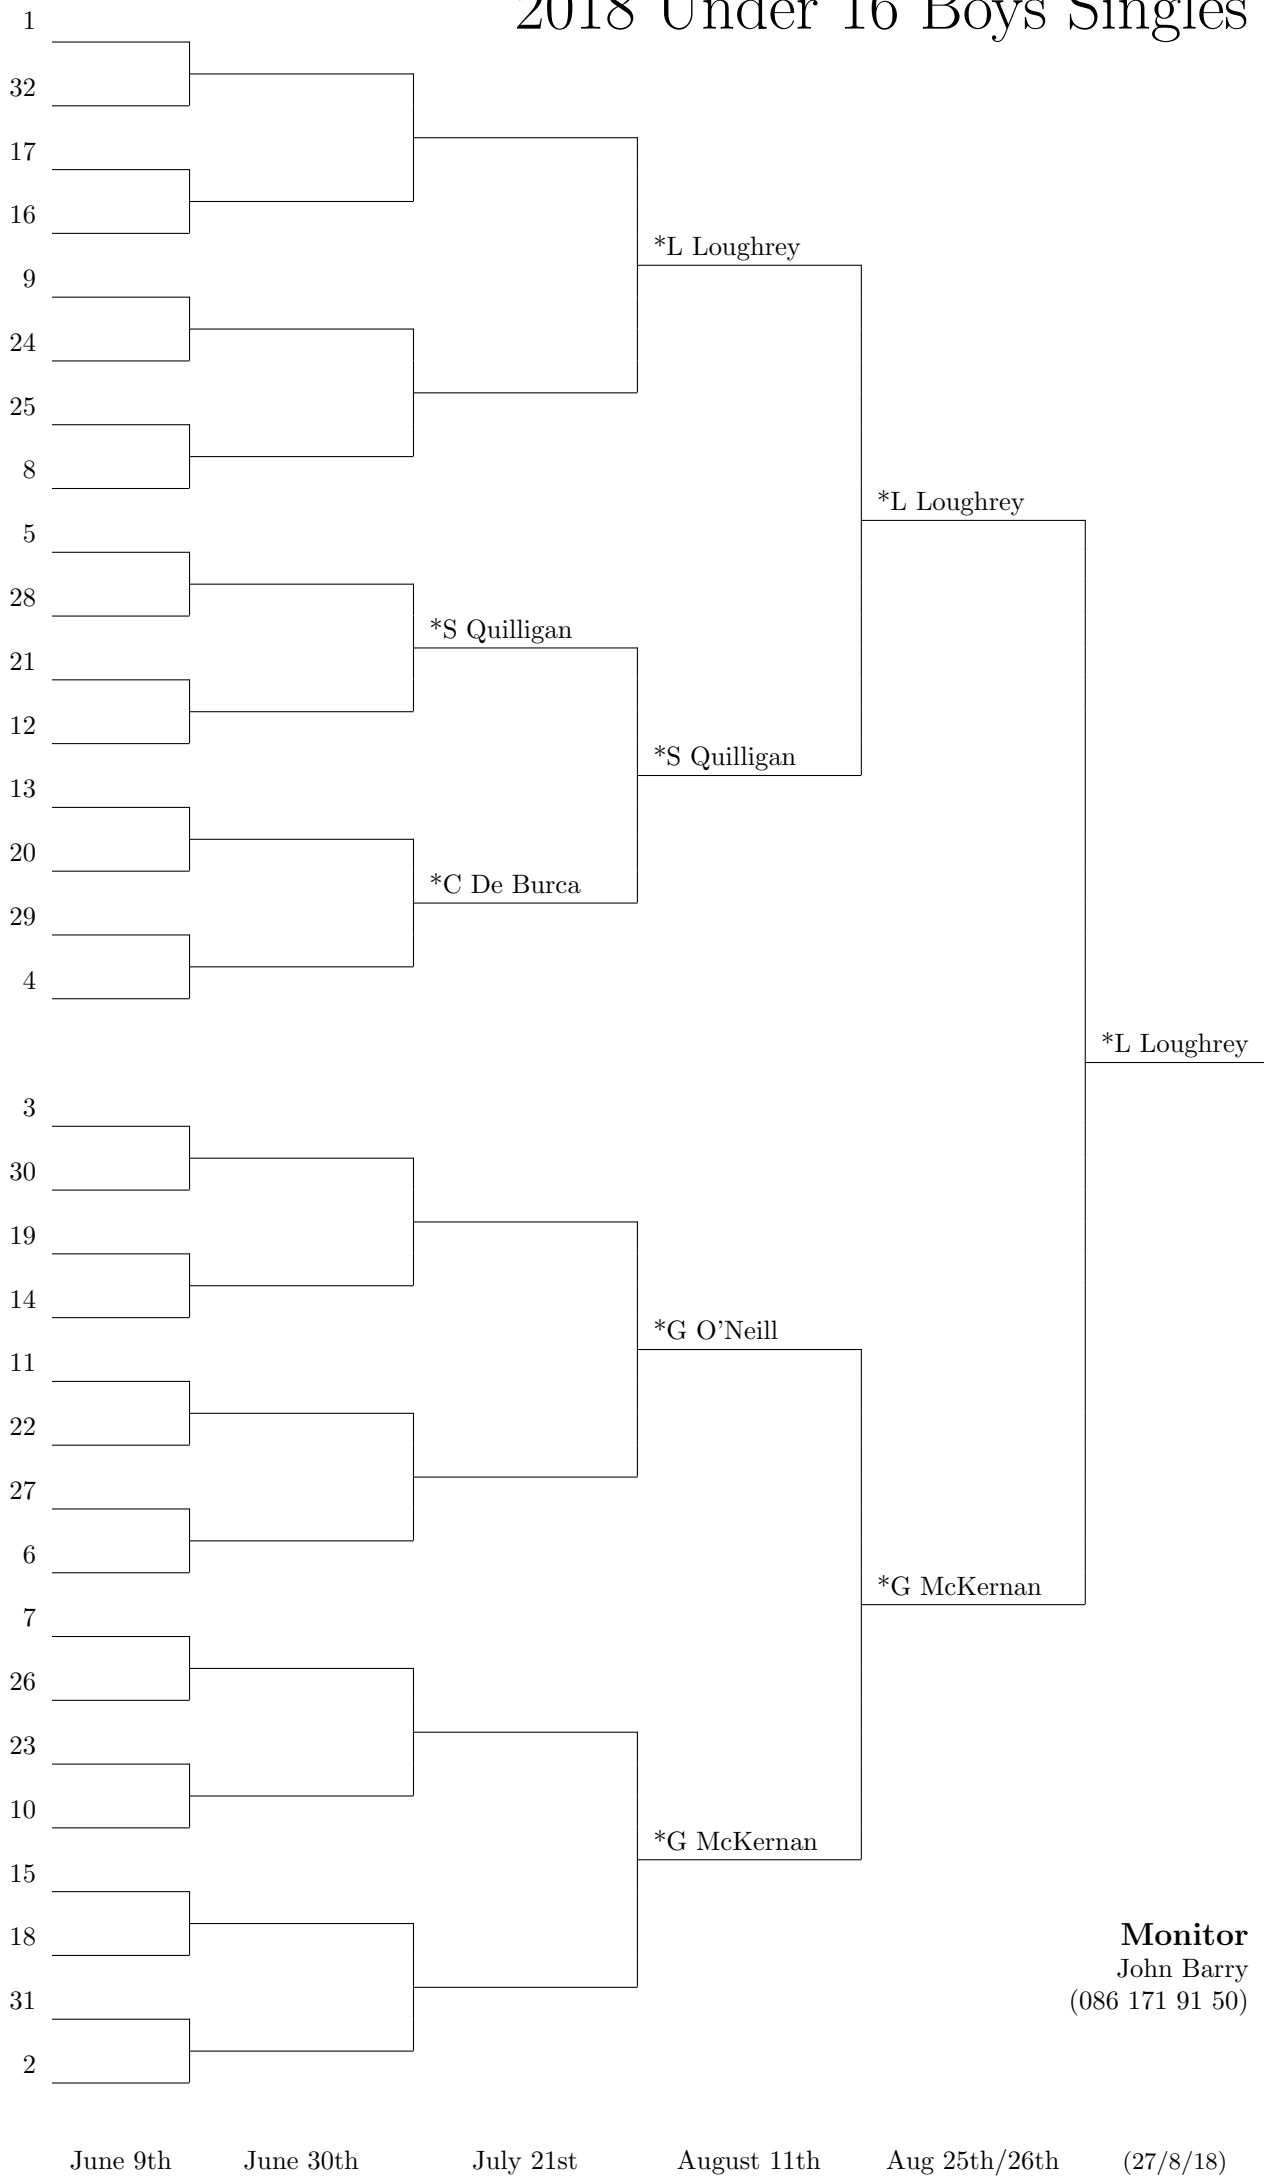 2018 Under 16 Boys Singles
1
32
17
16
*L Loughrey
9
24
25
8
*L Loughrey
5
28
*S Quilligan
21
12
*S Quilligan
13
20
*C De Burca
29
4
*L Loughrey
3
30
19
14
*G O'Neill
11
22
27
6
*G McKernan
7
26
23
10
*G McKernan
15
18
31
2
Monitor
John Barry
(086 171 91 50)
June 9th June 30th July 21st August 11th Aug 25th/26th (27/8/18)